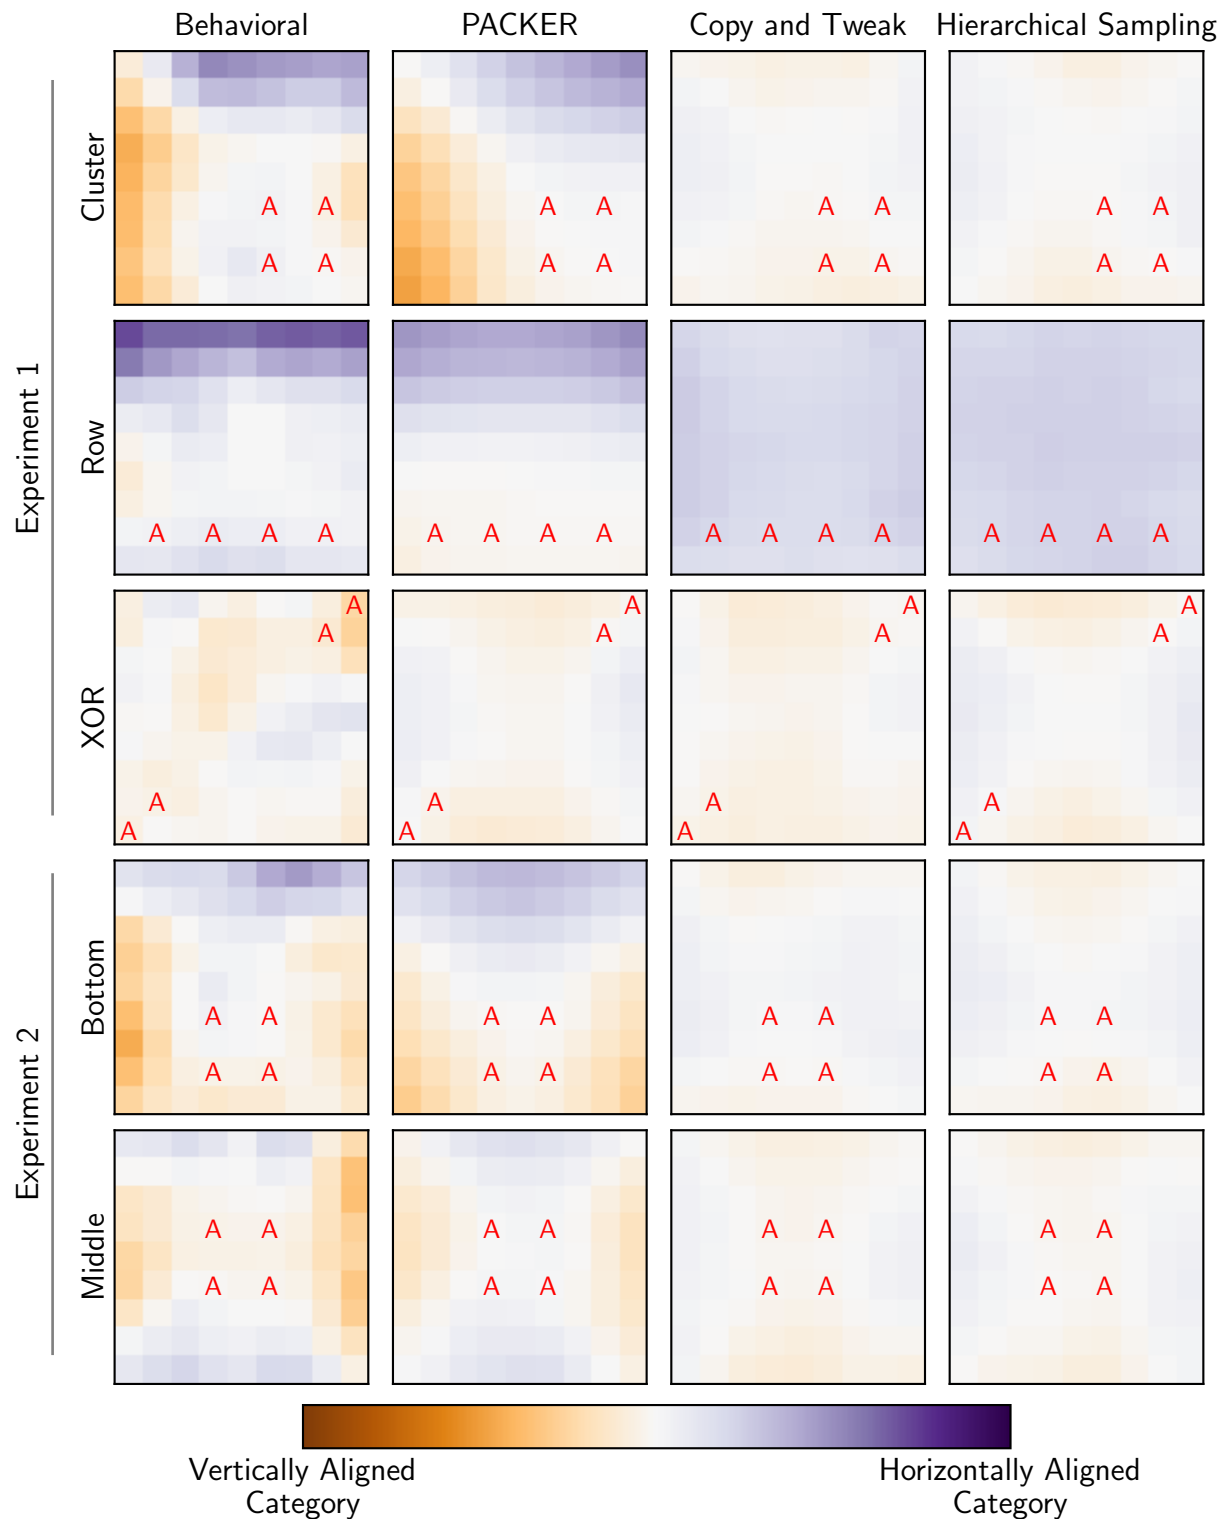 Behavioral PACKER Copy and Tweak Hierarchical Sampling
Experiment 1
Cluster
A A A A
A A A A
A A A A
A A A A
Row
A A A A A A A A A A A A A A A A
XOR
A A A A
A A A A
A A A A
A A A A
Experiment 2
Bottom
A A A A A A A A
A A A A A A A A
Middle
A A A A A A A A
A A A A A A A A
Vertically Aligned Category
Horizontally Aligned Category